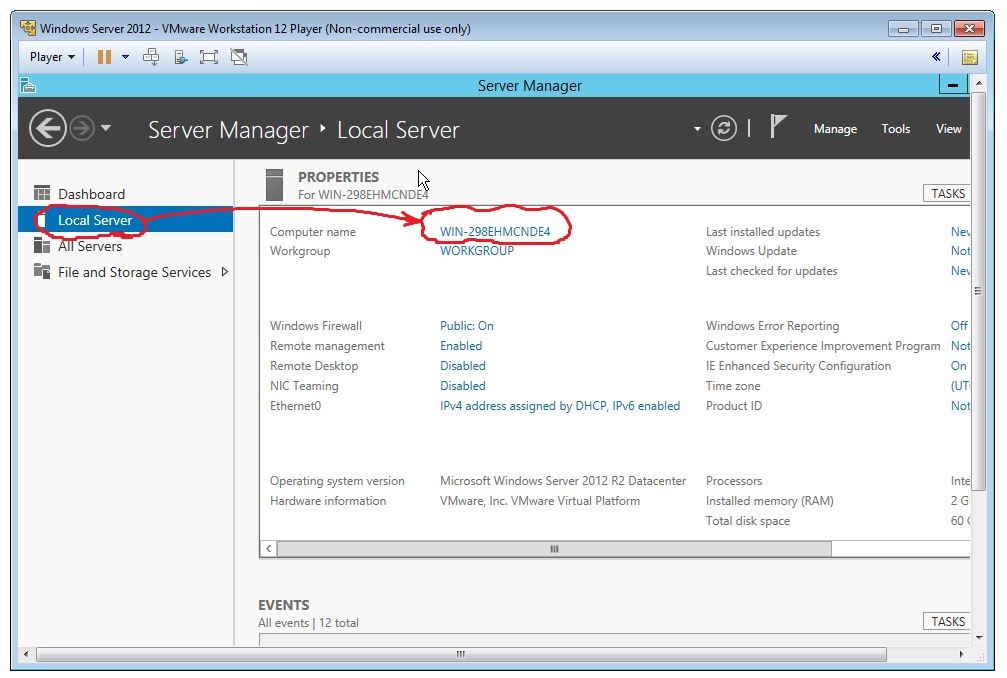 Windows Server 2012 - VMware Workstation 12 Player (Non-commercial use only)
Player
Server Manager
Server Manager Local Server
Manage Tools View
Dashboard
Local Server
All Servers
File and Storage Services
PROPERTIES
For WIN-298EHMCNDE4
TASKS
Computer name WIN-298EHMCNDE4 Last installed updates
Workgroup WORKGROUP Windows Update
Last checked for updates
Windows Firewall Public: On Windows Error Reporting Off
Remote management Enabled Customer Experience Improvement Program Not
Remote Desktop Disabled IE Enhanced Security Configuration On
NIC Teaming Disabled Time zone (UT
Ethernet0 IPv4 address assigned by DHCP, IPv6 enabled Product ID Not
Operating system version Microsoft Windows Server 2012 R2 Datacenter Processors Inte
Hardware information VMware, Inc. VMware Virtual Platform Installed memory (RAM) 2 G
Total disk space 60
EVENTS
All events | 12 total
TASKS